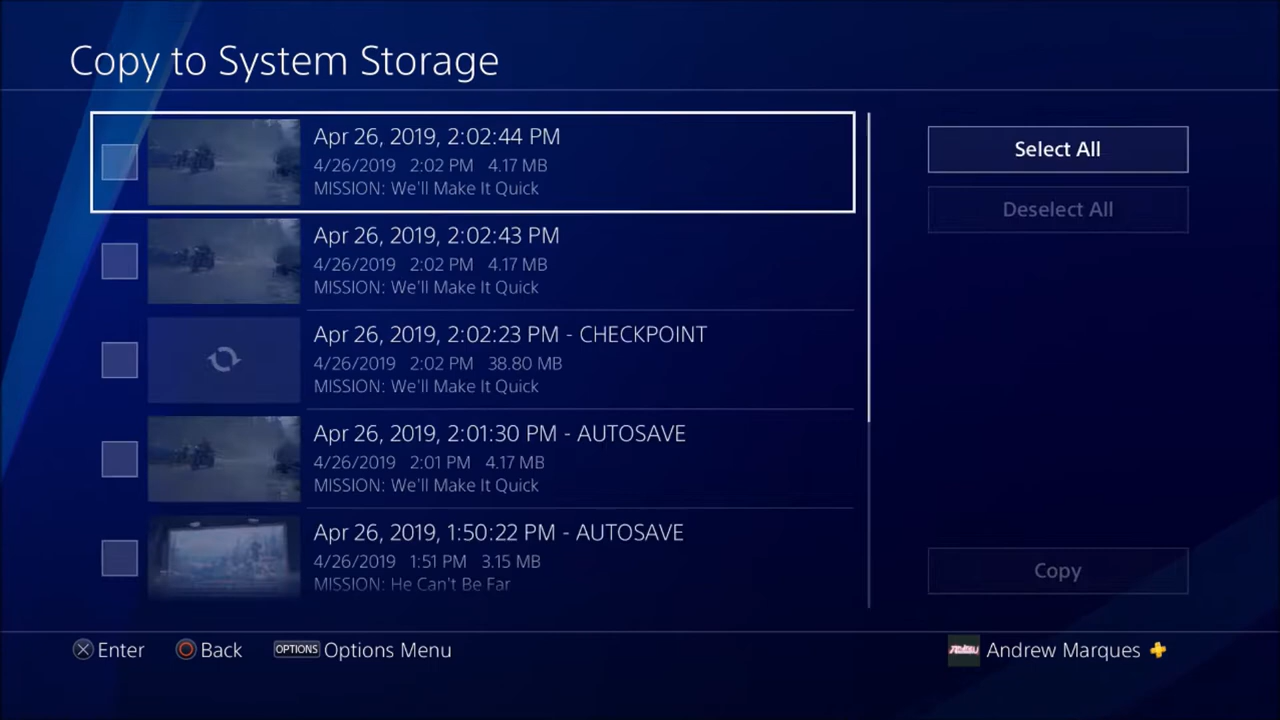 Copy to System Storage
Apr 26, 2019, 2:02:44 PM
4/26/2019 2:02 PM 4.17 MB
MISSION: We'll Make It Quick
Apr 26, 2019, 2:02:43 PM
4/26/2019 2:02 PM 4.17 MB
MISSION: We'll Make It Quick
Apr 26, 2019, 2:02:23 PM - CHECKPOINT
4/26/2019 2:02 PM 38.80 MB
MISSION: We'll Make It Quick
Apr 26, 2019, 2:01:30 PM - AUTOSAVE
4/26/2019 2:01 PM 4.17 MB
MISSION: We'll Make It Quick
Apr 26, 2019, 1:50:22 PM - AUTOSAVE
4/26/2019 1:51 PM 3.15 MB
MISSION: He Can't Be Far
Select All
Deselect All
Copy
Enter Back OPTIONS Options Menu
Andrew Marques